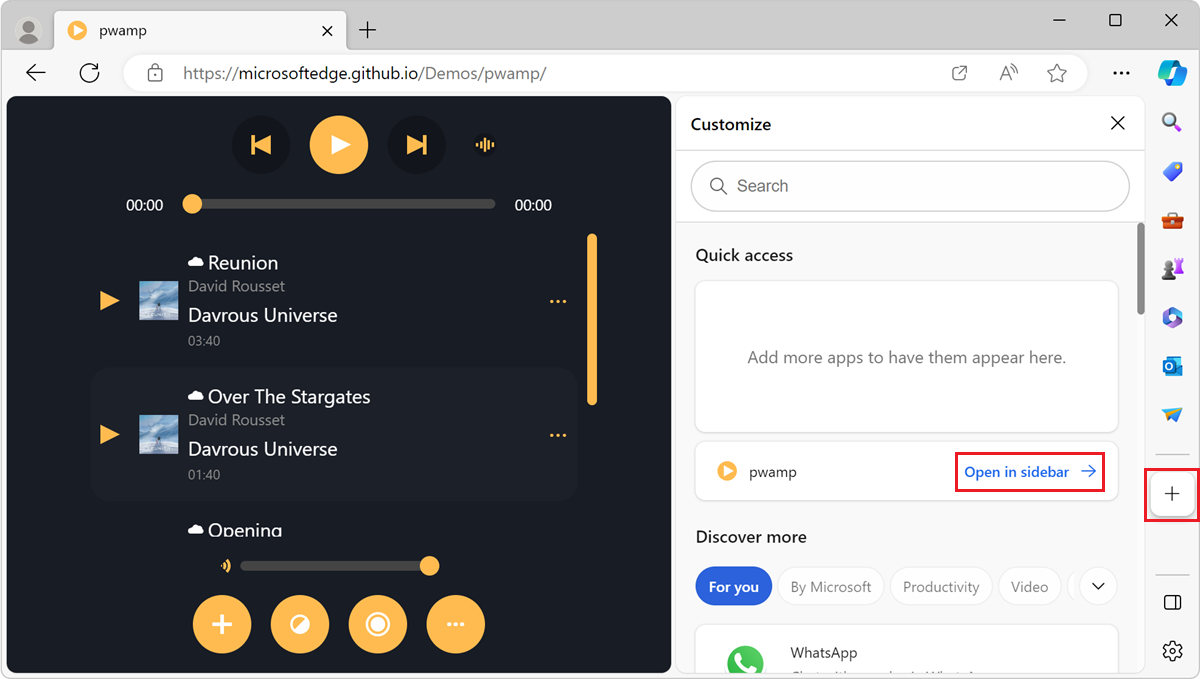 pwamp
https://microsoftedge.github.io/Demos/pwamp/
00:00
00:00
Reunion
David Rousset
Davrous Universe
03:40
Over The Stargates
David Rousset
Davrous Universe
01:40
Opening
Customize
Search
Quick access
Add more apps to have them appear here.
pwamp
Open in sidebar
Discover more
For you
By Microsoft
Productivity
Video
WhatsApp